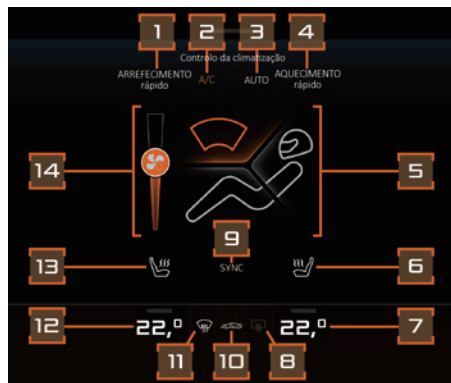 1 2 3 4
Controlo da climatização
ARREFECIMENTO
rápido
A/C
AUTO
AQUECIMENTO
rápido
14
5
9
SYNC
13
6
12
22,°
22,°
7
11
10
8